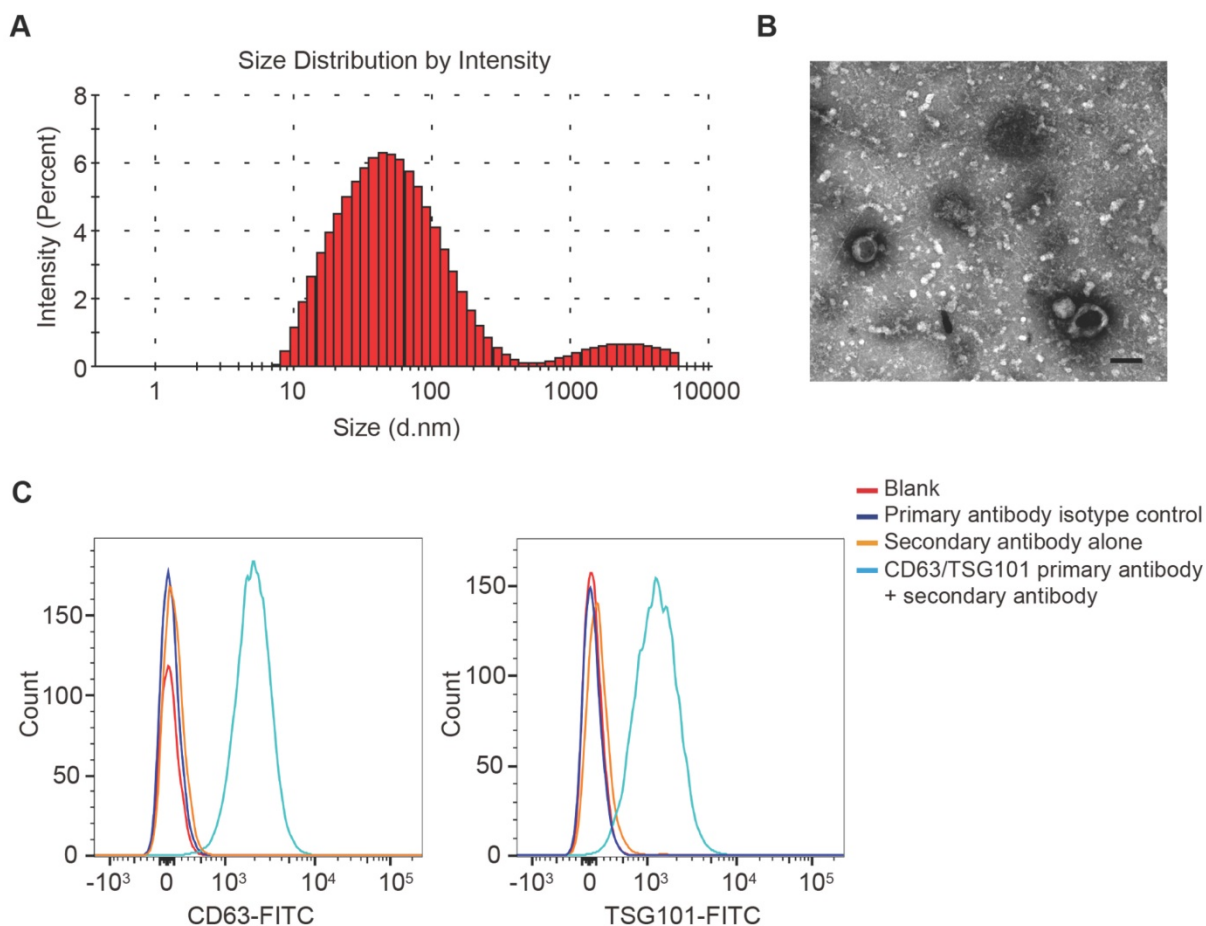 A
Size Distribution by Intensity
8
6
4
2
0
Intensity (Percent)
1 10 100 1000 10000
Size (d.nm)
B
C
Blank
Primary antibody isotype control
Secondary antibody alone
CD63/TSG101 primary antibody
+ secondary antibody
150
100
50
0
Count
-10³ 0 10³ 10⁴ 10⁵
CD63-FITC
150
100
50
0
Count
-10³ 0 10³ 10⁴ 10⁵
TSG101-FITC